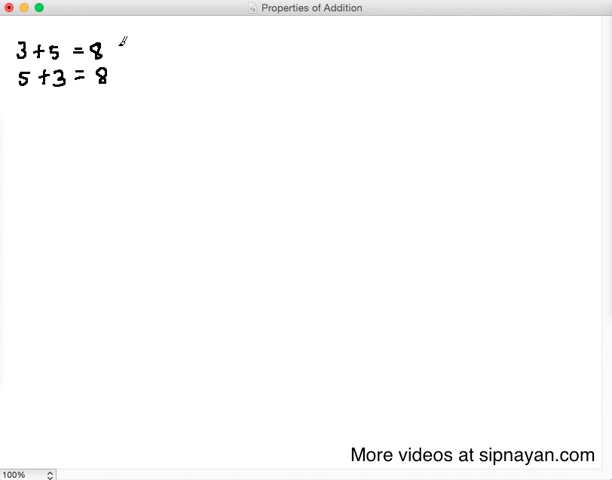 Properties of Addition
3+5 = 8
5+3 = 8
More videos at sipnayan.com
100%